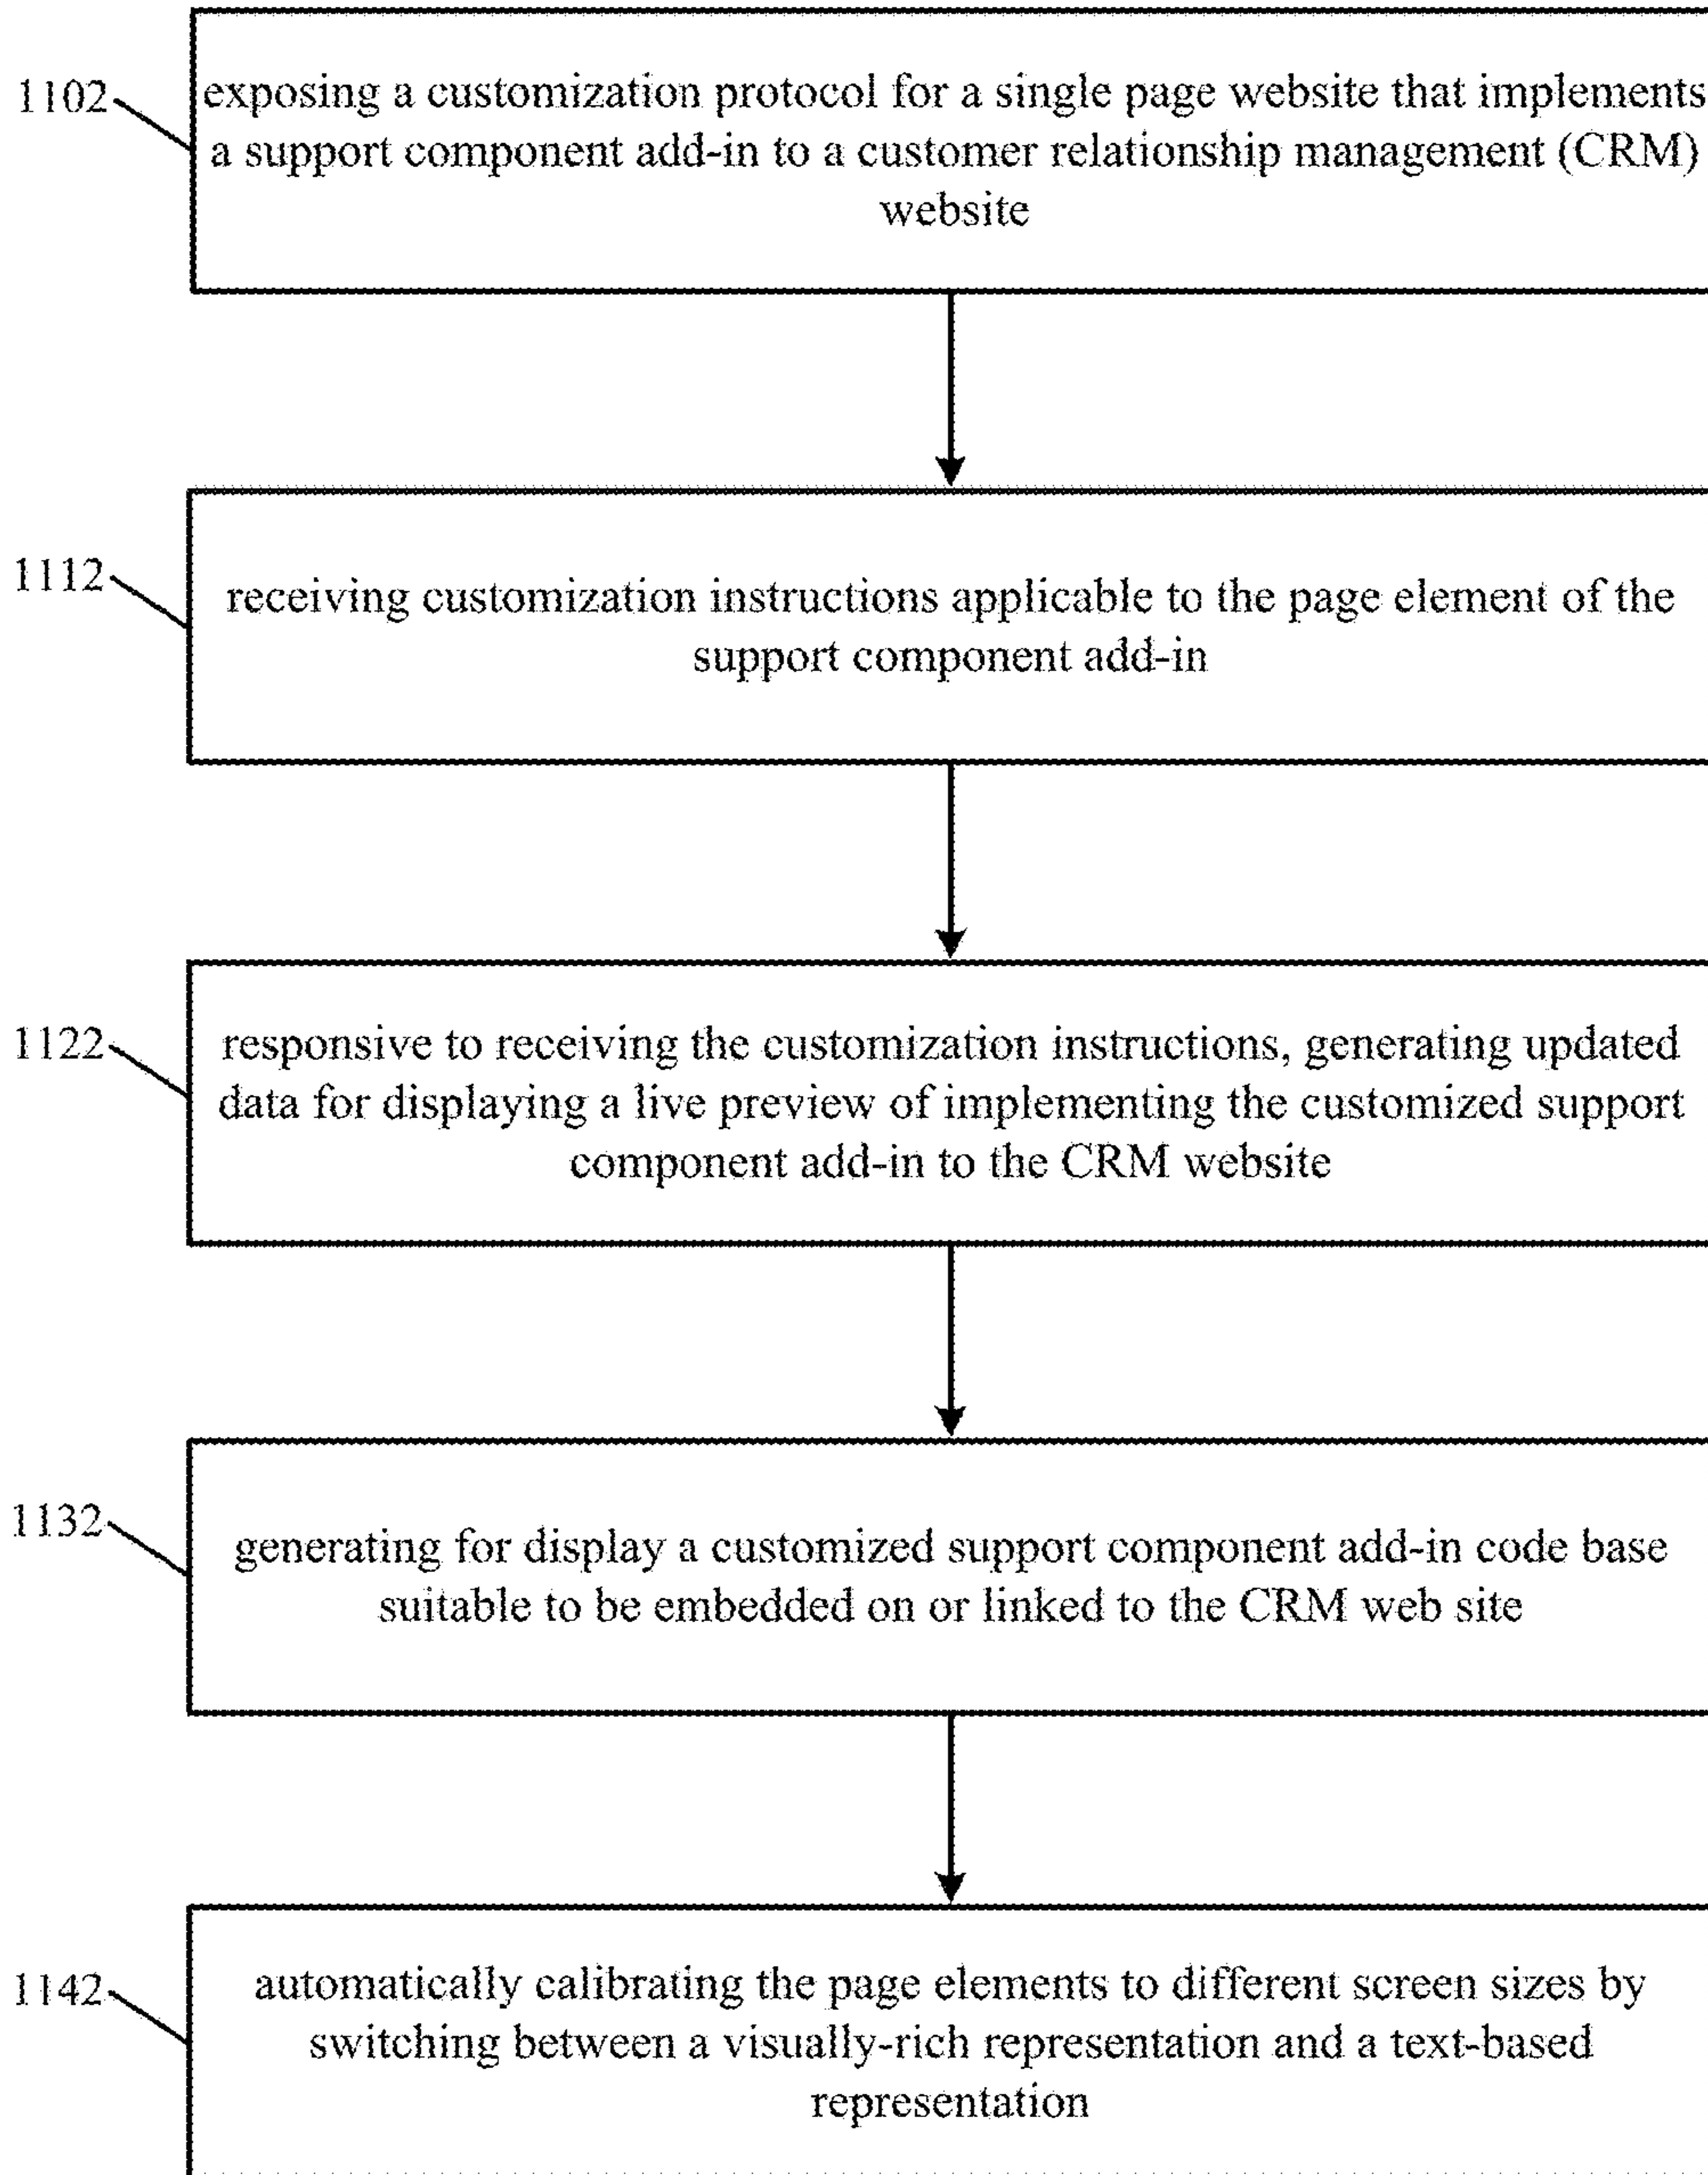 1102
exposing a customization protocol for a single page website that implements
a support component add-in to a customer relationship management (CRM)
website
1112
receiving customization instructions applicable to the page element of the
support component add-in
1122
responsive to receiving the customization instructions, generating updated
data for displaying a live preview of implementing the customized support
component add-in to the CRM website
1132
generating for display a customized support component add-in code base
suitable to be embedded on or linked to the CRM web site
1142
automatically calibrating the page elements to different screen sizes by
switching between a visually-rich representation and a text-based
representation